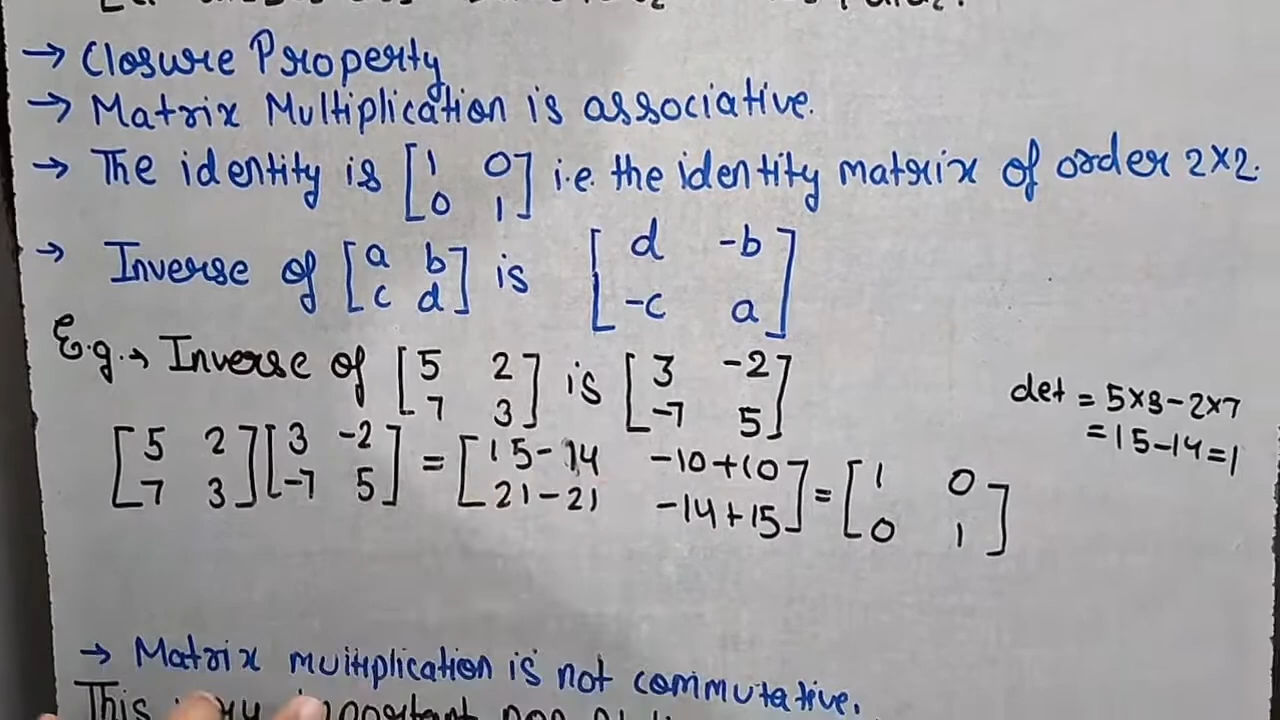 → Closure Property
→ Matrix Multiplication is associative.
→ The identity is [1 0 0 1] i.e. the identity matrix of order 2×2.
→ Inverse of [a b c d] is [d -b -c a]
E.g.→ Inverse of [5 2 7 3] is [3 -2 -7 5]
det = 5×3-2×7
=15-14=1
[5 2 7 3][3 -2 -7 5] = [15-14 -10+10 21-21 -14+15] = [1 0 0 1]
→ Matrix multiplication is not commutative.
This